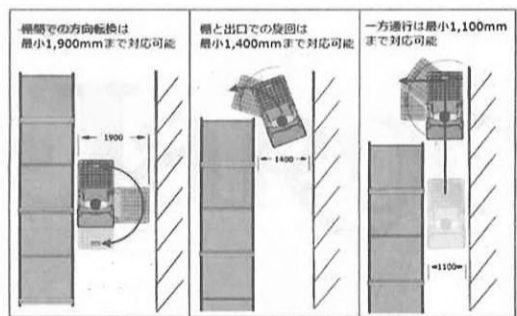 棚間での方向転換は
最小1,900mmまで対応可能
1900
棚と出口での旋回は
最小1,400mmまで対応可能
1400
一方通行は最小1,100mm
まで対応可能
1100